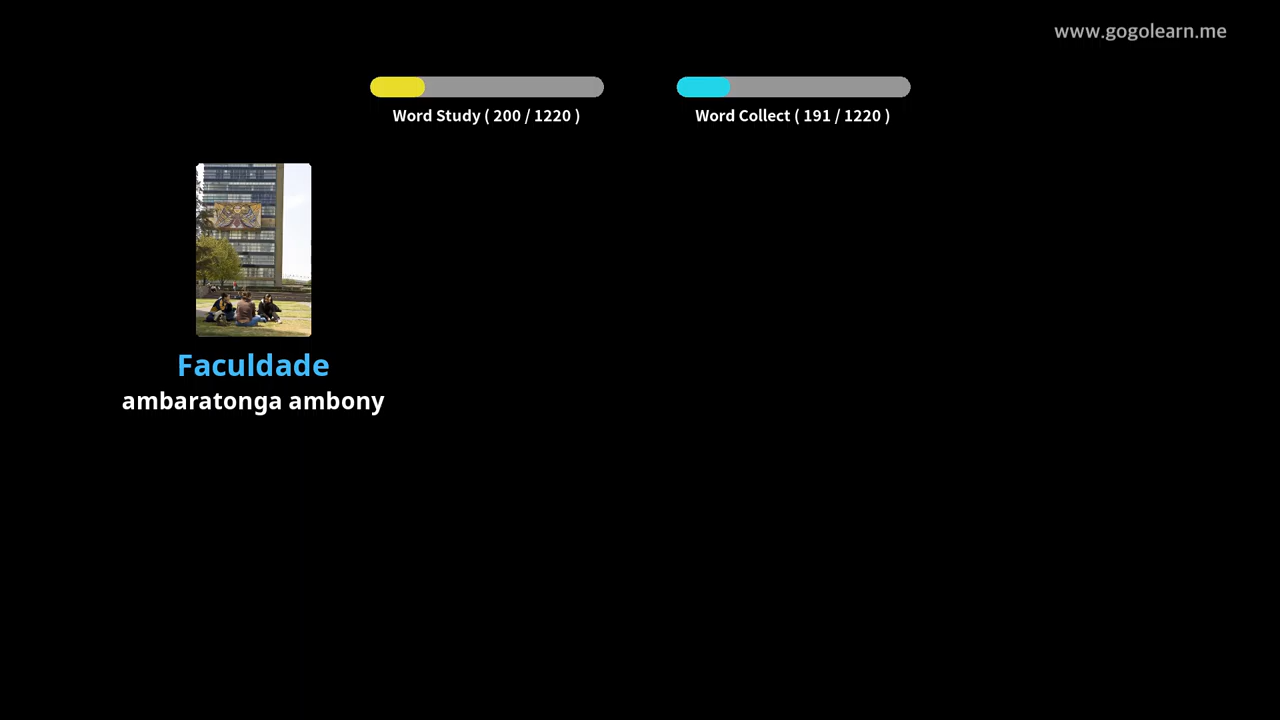 www.gogolearn.me
Word Study ( 200 / 1220 )
Word Collect ( 191 / 1220 )
Faculdade
ambaratonga ambony